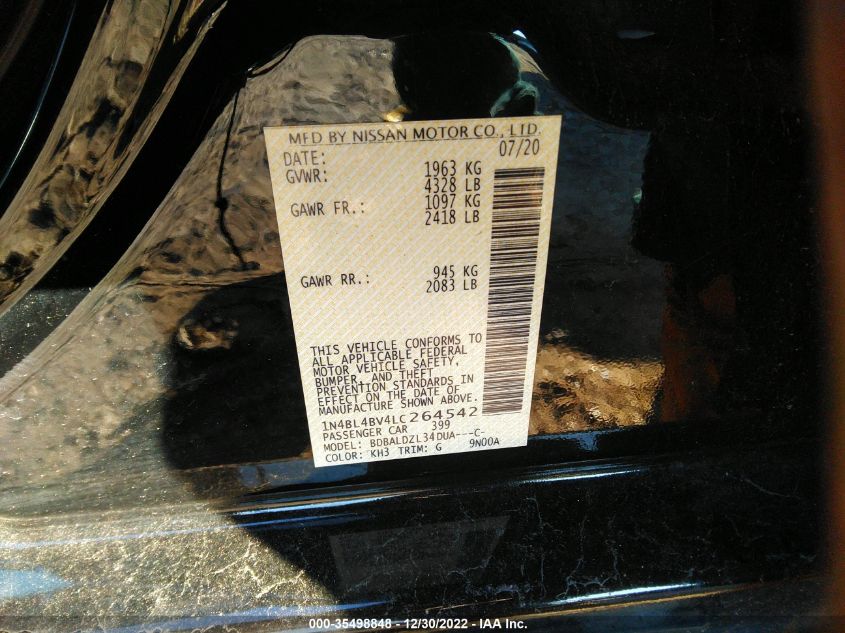 MFD BY NISSAN MOTOR CO., LTD.
DATE: 07/20
GVWR: 1963 KG
4328 LB
GAWR FR.: 1097 KG
2418 LB
GAWR RR.: 945 KG
2083 LB
THIS VEHICLE CONFORMS TO
ALL APPLICABLE FEDERAL
MOTOR VEHICLE SAFETY,
BUMPER, AND THEFT
PREVENTION STANDARDS IN
EFFECT ON THE DATE OF
MANUFACTURE SHOWN ABOVE.
1N4BL4BV4LC264542
PASSENGER CAR 399
MODEL: BDBALDZL34DUA---C-
COLOR: KH3 TRIM: G 9N00A
000-35498848 - 12/30/2022 - IAA Inc.